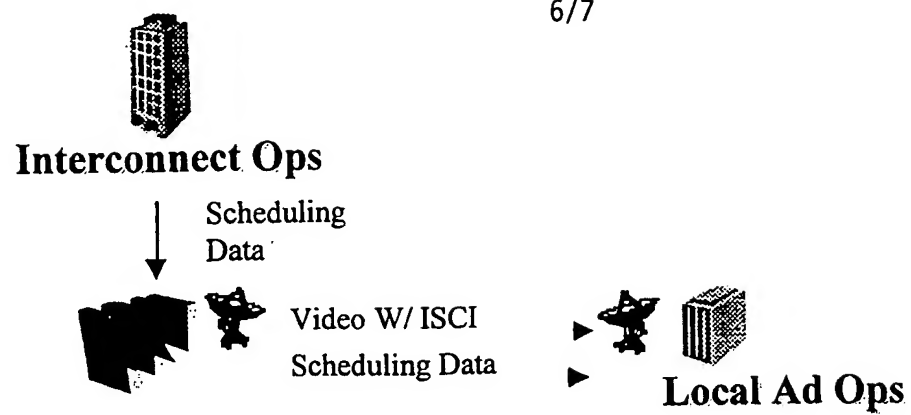 6/7
Interconnect Ops
Scheduling
Data
Video W/ ISCI
Scheduling Data
Local Ad Ops